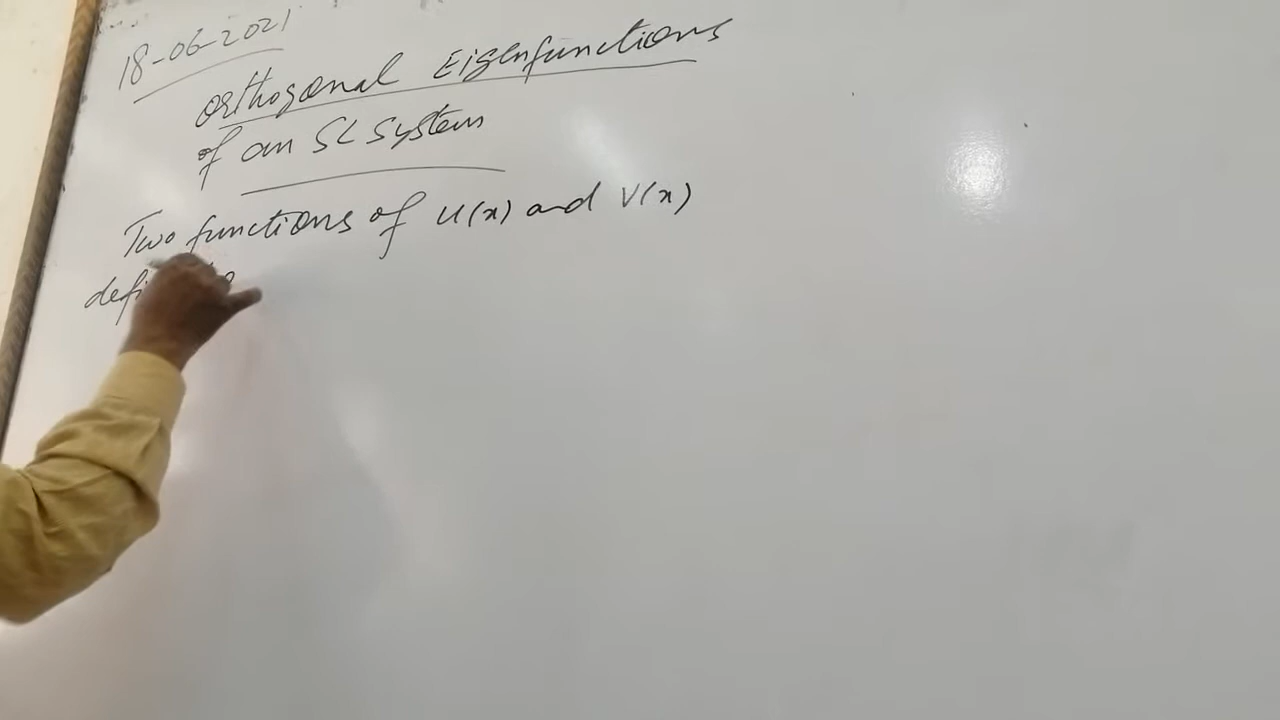 18-06-2021
Orthogonal Eigenfunctions
of an SL System
Two functions of u(x) and v(x)